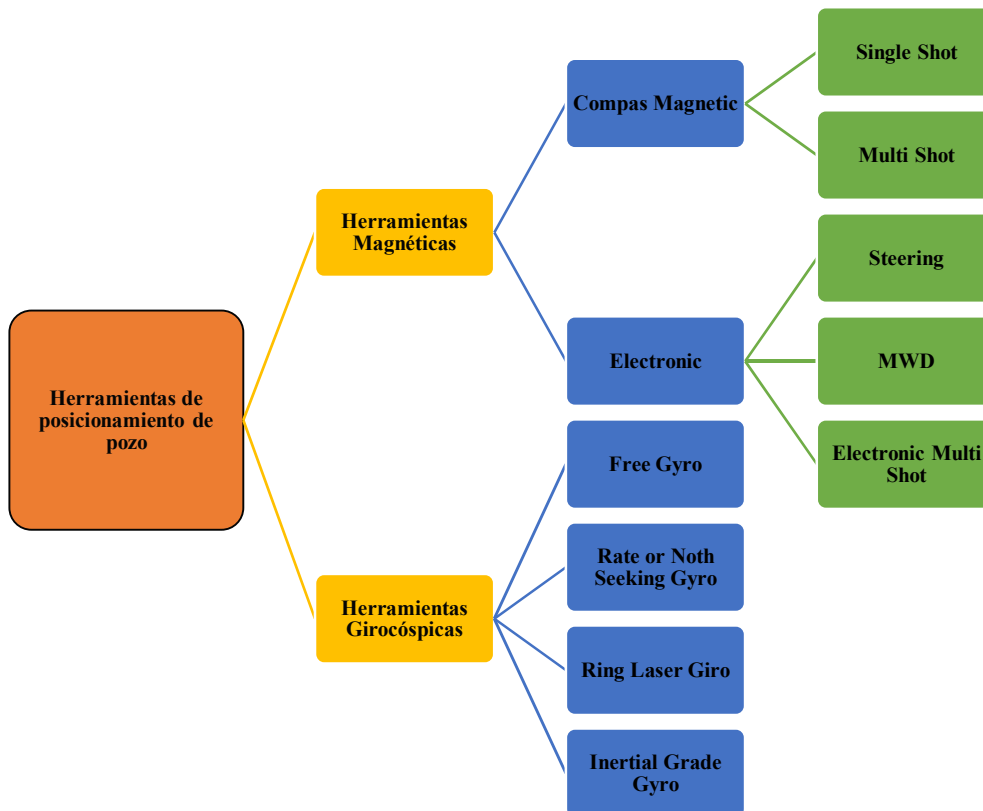 Herramientas de
posicionamiento de
pozo
Herramientas
Magnéticas
Compas Magnetic
Single Shot
Multi Shot
Electronic
Steering
MWD
Electronic Multi
Shot
Herramientas
Girocóspicas
Free Gyro
Rate or Noth
Seeking Gyro
Ring Laser Giro
Inertial Grade
Gyro